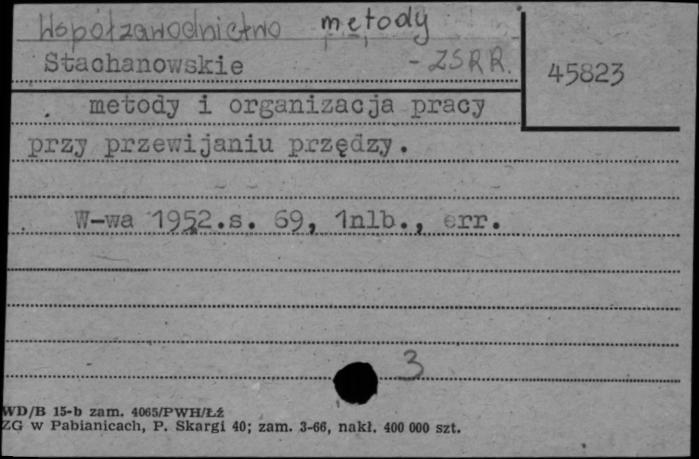 Współzawodnictwo metody
Stachanowskie - ZSRR.
45823
metody i organizacja pracy
przy przewijaniu przędzy.
W-wa 1952.s. 69, 1nlb., err.
3
WD/B 15-b zam. 4065/PWH/Łź
ZG w Pabianicach, P. Skargi 40; zam. 3-66, nakł. 400 000 szt.